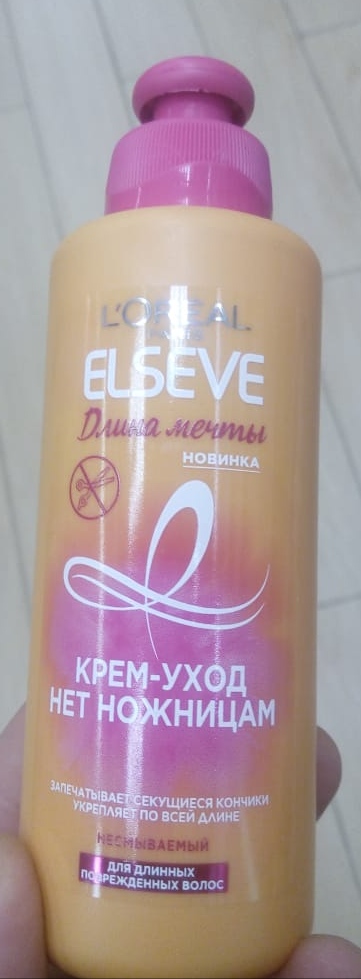 L'ORÉAL
PARIS
ELSEVE
Длина мечты
НОВИНКА
КРЕМ-УХОД
НЕТ НОЖНИЦАМ
ЗАПЕЧАТЫВАЕТ СЕКУЩИЕСЯ КОНЧИКИ
УКРЕПЛЯЕТ ПО ВСЕЙ ДЛИНЕ
НЕСМЫВАЕМЫЙ
ДЛЯ ДЛИННЫХ
ПОВРЕЖДЕННЫХ ВОЛОС